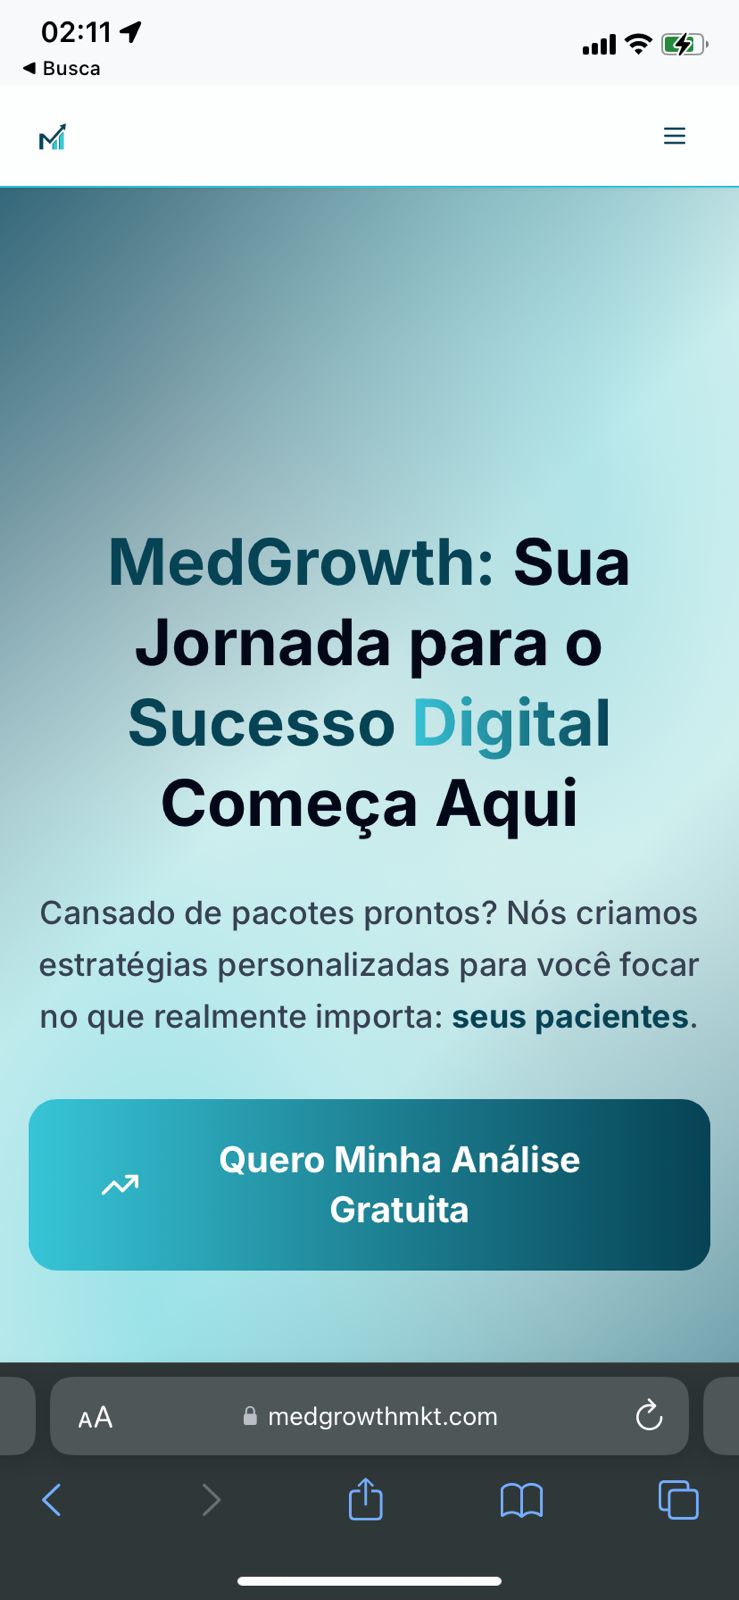 02:11
Busca
MedGrowth: Sua
Jornada para o
Sucesso Digital
Começa Aqui
Cansado de pacotes prontos? Nós criamos
estratégias personalizadas para você focar
no que realmente importa: seus pacientes.
Quero Minha Análise
Gratuita
AA medgrowthmkt.com